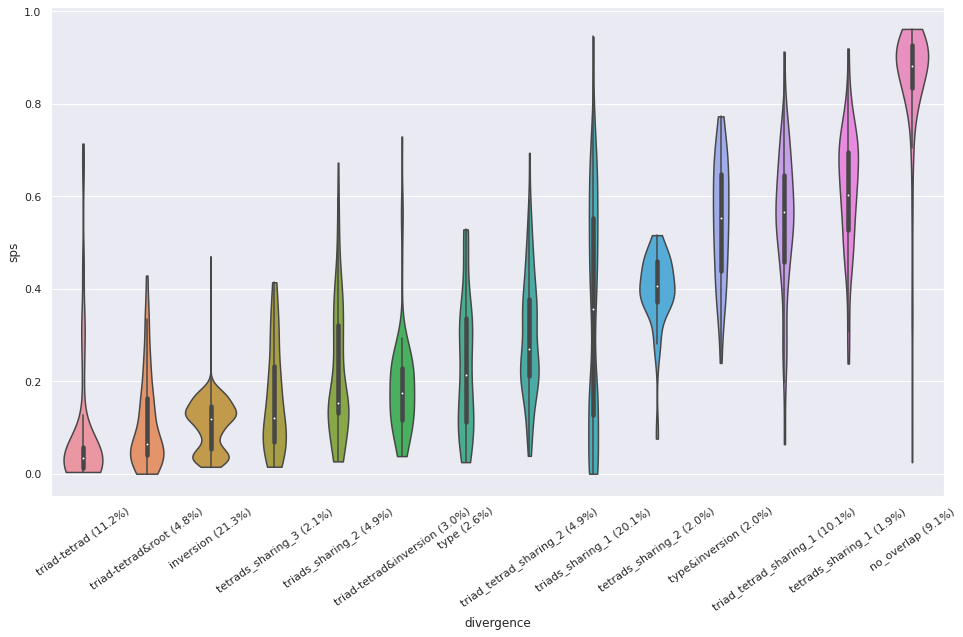 1.0
0.8
0.6
0.4
0.2
0.0
sps
triad-tetrad (11.2%)
triad-tetrad&root (4.8%)
inversion (21.3%)
tetrads_sharing_3 (2.1%)
triads_sharing_2 (4.9%)
triad-tetrad&inversion (3.0%)
type (2.6%)
triad_tetrad_sharing_2 (4.9%)
triads_sharing_1 (20.1%)
tetrads_sharing_2 (2.0%)
type&inversion (2.0%)
triad_tetrad_sharing_1 (10.1%)
tetrads_sharing_1 (1.9%)
no_overlap (9.1%)
divergence